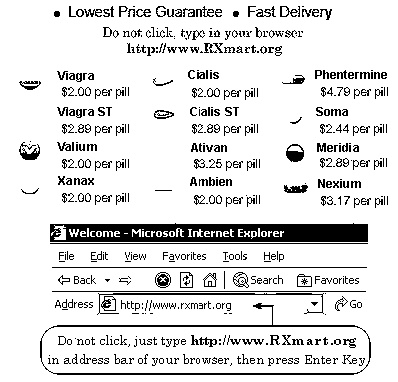 • Lowest Price Guarantee • Fast Delivery
Do not click, type in your browser
http://www.RXmart.org
Viagra Cialis Phentermine
$2.00 per pill $2.00 per pill $4.79 per pill
Viagra ST Cialis ST Soma
$2.89 per pill $2.89 per pill $2.44 per pill
Valium Ativan Meridia
$2.00 per pill $3.25 per pill $2.89 per pill
Xanax Ambien Nexium
$2.00 per pill $2.00 per pill $3.17 per pill
Welcome - Microsoft Internet Explorer
File Edit View Favorites Tools Help
Back Search Favorites
Address http://www.rxmart.org Go
Do not click, just type http://www.RXmart.org
in address bar of your browser, then press Enter Key